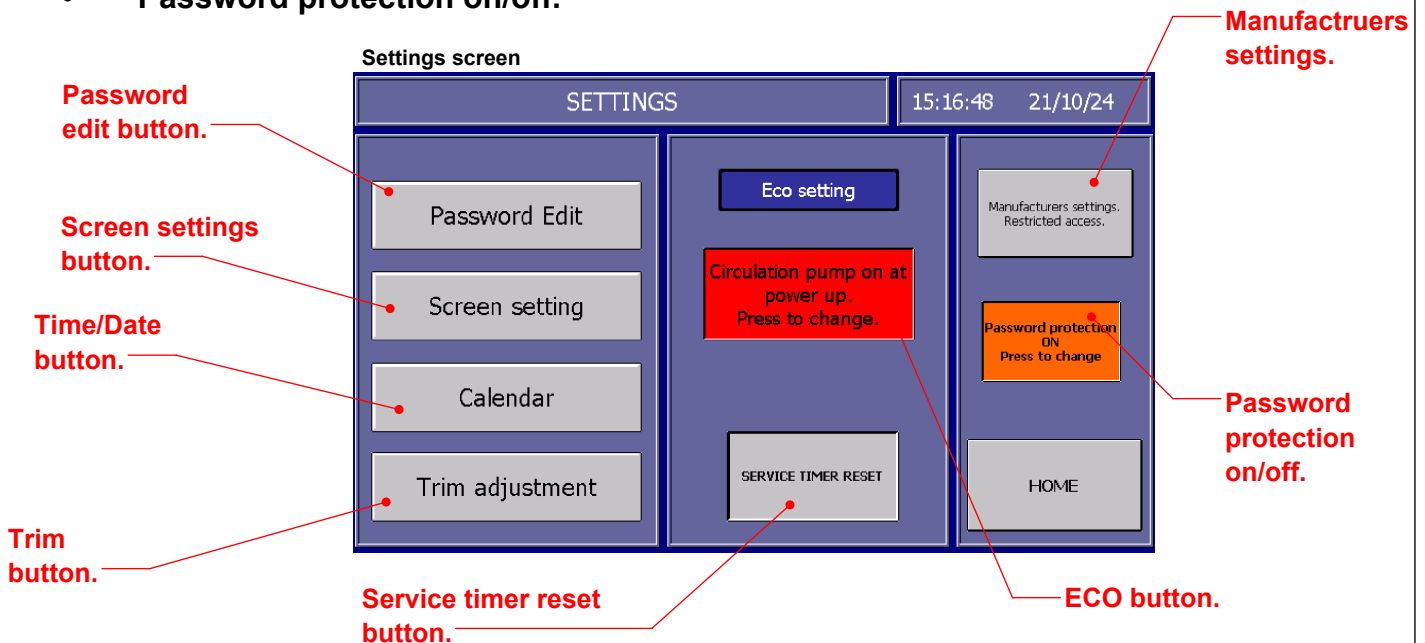 • Password protection on/off.
Manufactruers
settings.
Settings screen
Password
edit button.
SETTINGS
15:16:48 21/10/24
Password Edit
Eco setting
Manufacturers settings.
Restricted access.
Screen settings
button.
Circulation pump on at
power up.
Press to change.
Screen setting
Time/Date
button.
Password protection
ON
Press to change
Calendar
Password
protection
on/off.
Trim adjustment
SERVICE TIMER RESET
HOME
Trim
button.
Service timer reset
button.
ECO button.